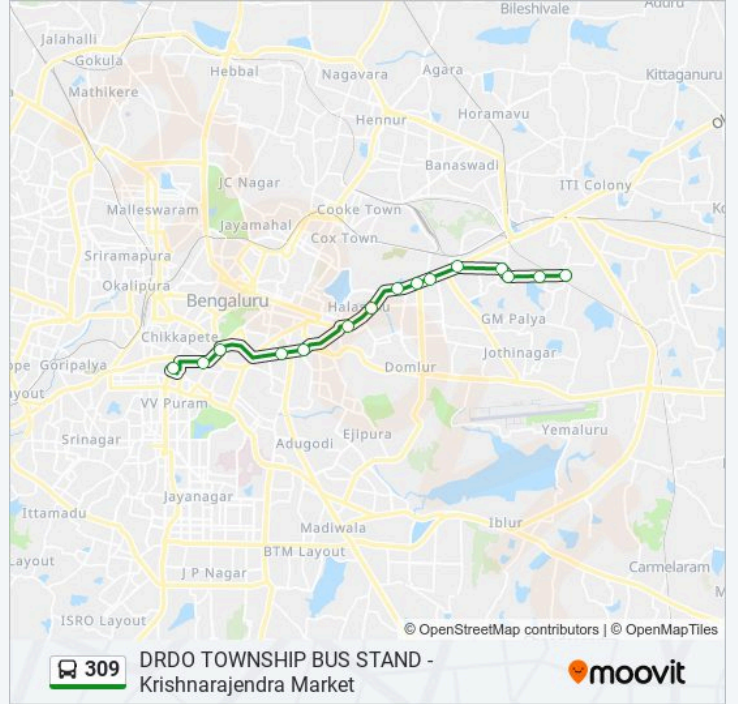 Bileshivale
Jalahalli
Gokula
Hebbal
Nagavara
Agara
Kittaganuru
Mathikere
Hennur
Horamavu
Banaswadi
JC Nagar
ITI Colony
Malleswaram
Cooke Town
Jayamahal
Cox Town
Sriramapura
Okalipura
Bengaluru
GM Palya
Chikkapete
Jothinagar
Goripalya
Domlur
VV Puram
Yemaluru
Srinagar
Adugodi
Ejipura
Jayanagar
Ittamadu
Madiwala
Iblur
BTM Layout
Carmelaram
J P Nagar
ISRO Layout
© OpenStreetMap contributors | © OpenMapTiles
309
DRDO TOWNSHIP BUS STAND -
Krishnarajendra Market
moovit